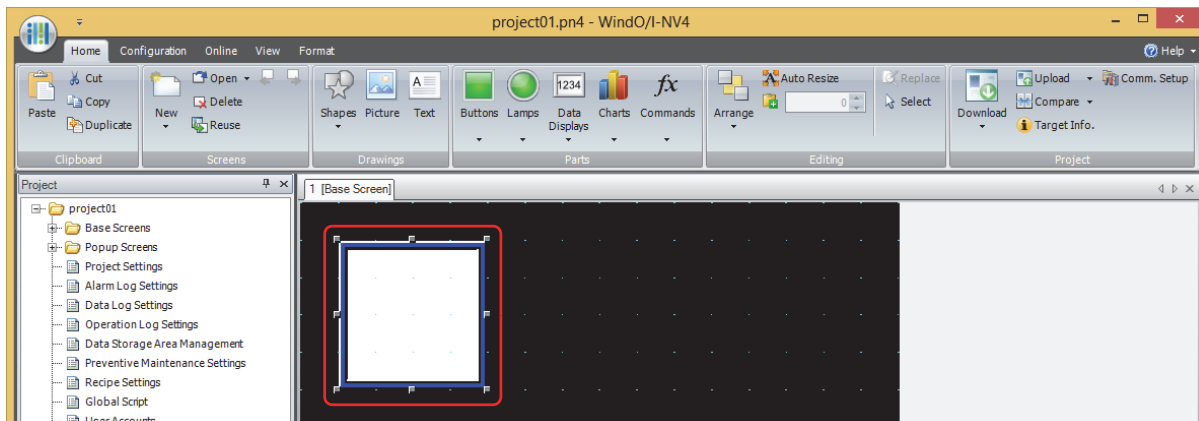 project01.pn4 - WindO/I-NV4
Home Configuration Online View Format Help
Paste
Cut
Copy
Duplicate
Clipboard
New
Open
Delete
Reuse
Screens
Shapes Picture Text
Drawings
Buttons Lamps Data Displays Charts Commands
1234
fx
Parts
Arrange
Auto Resize
0
Replace
Select
Editing
Download
Upload
Compare
Target Info.
Comm. Setup
Project
Project
project01
Base Screens
Popup Screens
Project Settings
Alarm Log Settings
Data Log Settings
Operation Log Settings
Data Storage Area Management
Preventive Maintenance Settings
Recipe Settings
Global Script
User Accounts
1 [Base Screen]